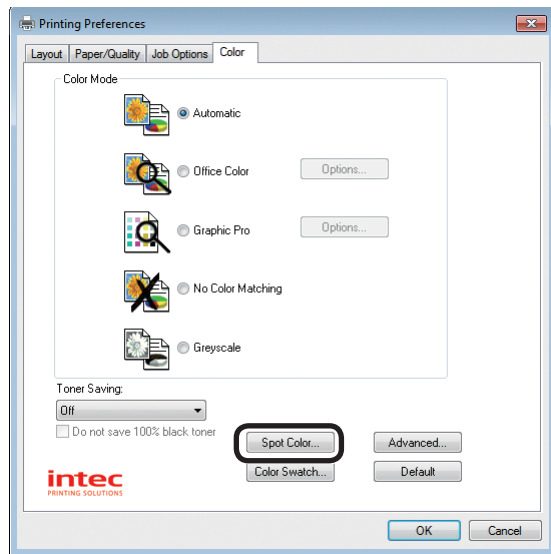 Printing Preferences
Layout Paper/Quality Job Options Color
Color Mode
Automatic
Office Color Options...
Graphic Pro Options...
No Color Matching
Greyscale
Toner Saving:
Off
Do not save 100% black toner
Spot Color... Advanced...
Color Swatch... Default
intec
PRINTING SOLUTIONS
OK Cancel